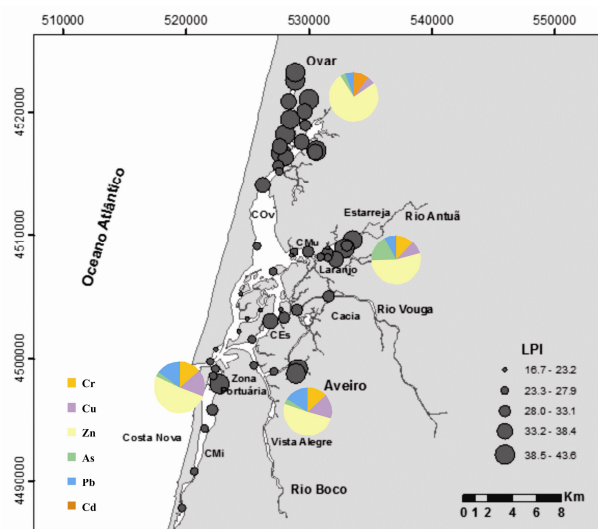 510000
520000
530000
540000
550000
4520000
4510000
4500000
4490000
Ovar
Oceano Atlântico
COv
Estarreja
Rio Antuã
CMu
Laranjo
Rio Vouga
Cacia
CEs
LPI
16.7 - 23.2
23.3 - 27.9
28.0 - 33.1
33.2 - 38.4
38.5 - 43.6
Cr
Cu
Zn
As
Pb
Cd
Zona
Portuária
Aveiro
Costa Nova
Vista Alegre
CMi
Rio Boco
Km
0 1 2 4 6 8